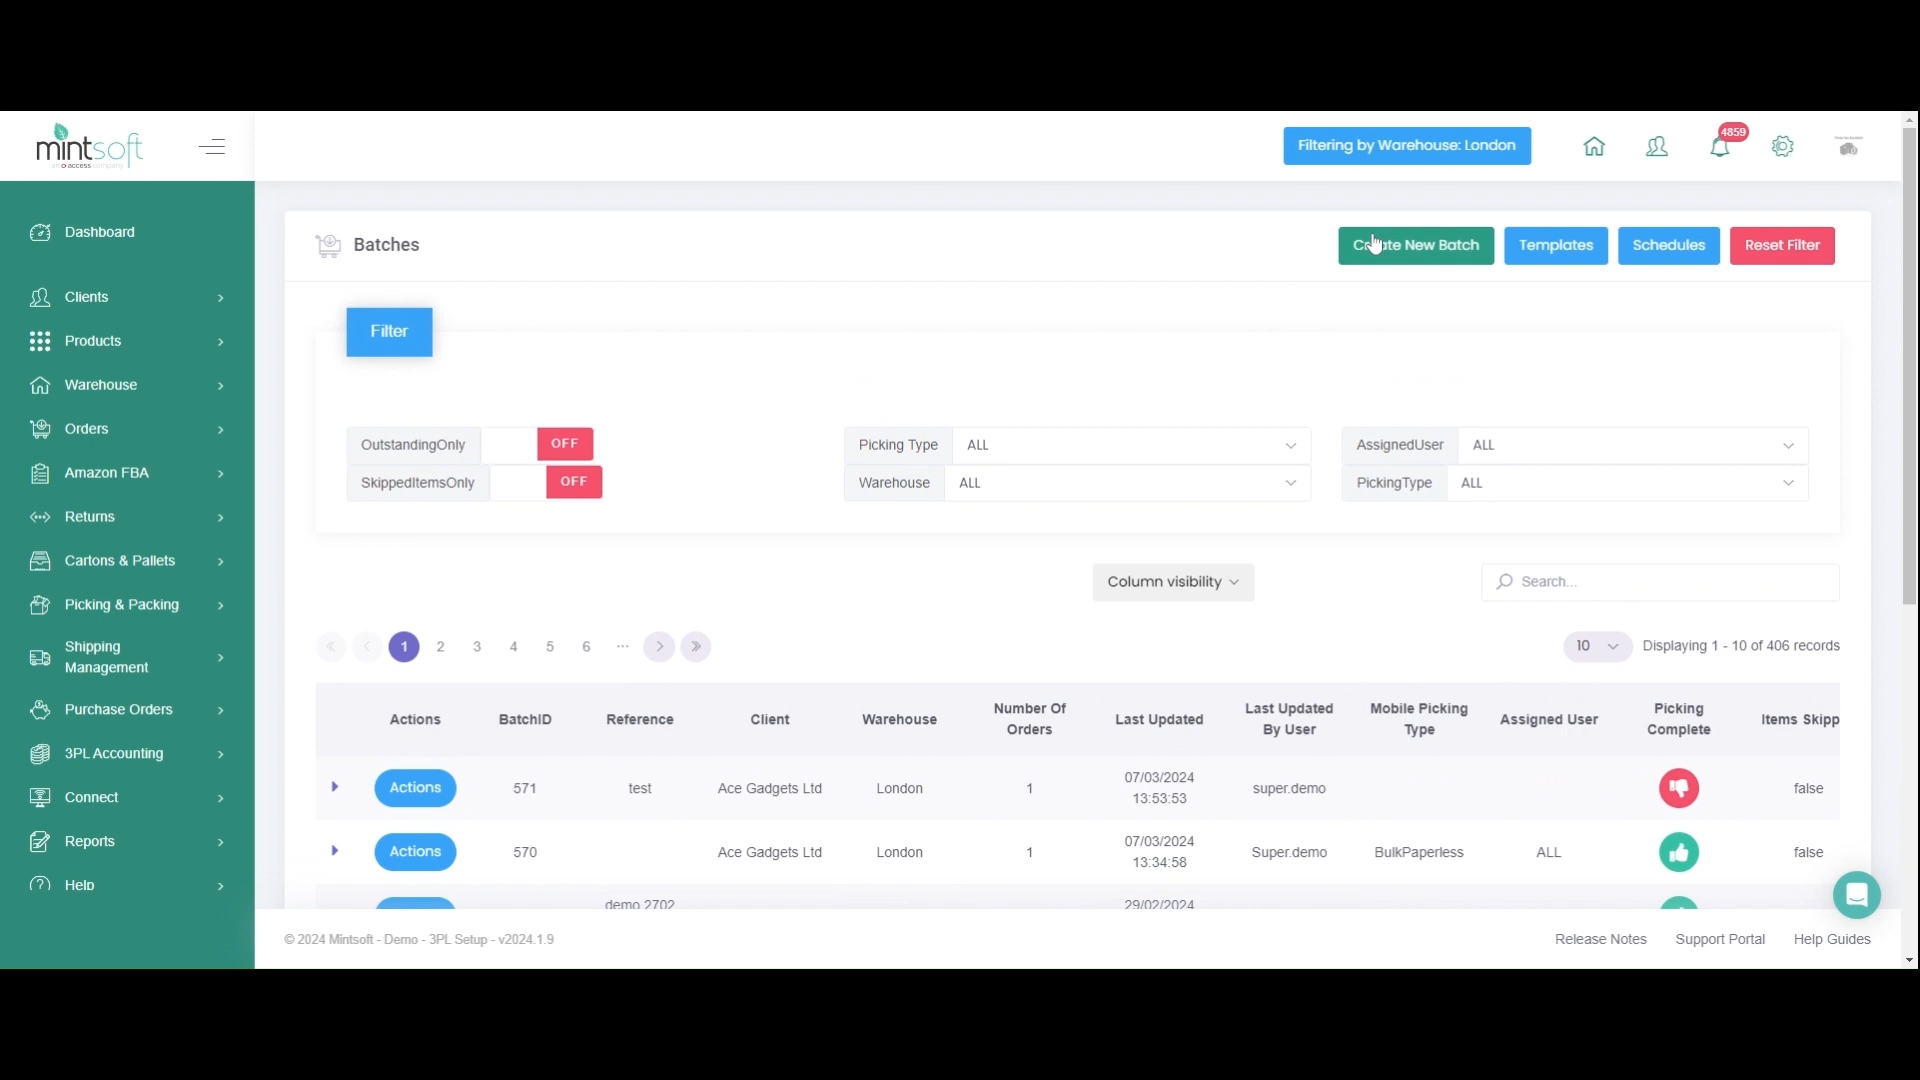 mintsoft
an access company
Filtering by Warehouse: London
4859
Dashboard
Clients
Products
Warehouse
Orders
Amazon FBA
Returns
Cartons & Pallets
Picking & Packing
Shipping
Management
Purchase Orders
3PL Accounting
Connect
Reports
Help
Batches
Create New Batch
Templates
Schedules
Reset Filter
Filter
OutstandingOnly OFF
Picking Type ALL
AssignedUser ALL
SkippedItemsOnly OFF
Warehouse ALL
PickingType ALL
Column visibility
Search...
« ‹ 1 2 3 4 5 6 ... › »
10 Displaying 1 - 10 of 406 records
Actions BatchID Reference Client Warehouse Number Of Orders Last Updated Last Updated By User Mobile Picking Type Assigned User Picking Complete Items Skipp
Actions 571 test Ace Gadgets Ltd London 1 07/03/2024 13:53:53 super.demo false
Actions 570 Ace Gadgets Ltd London 1 07/03/2024 13:34:58 Super.demo BulkPaperless ALL false
demo 2702 29/02/2024
© 2024 Mintsoft - Demo - 3PL Setup - v2024.1.9
Release Notes Support Portal Help Guides